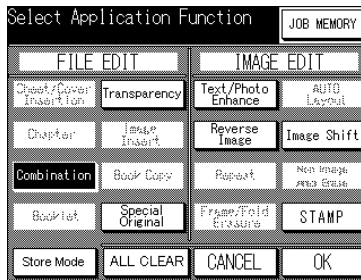 Select Application Function
JOB MEMORY
FILE EDIT
IMAGE EDIT
Sheet/Cover
Insertion
Transparency
Text/Photo
Enhance
AUTO
Layout
Chapter
Image
Insert
Reverse
Image
Image Shift
Combination
Book Copy
Repeat
Non Image
Area Erase
Booklet
Special
Original
Frame/Fold
Erasure
STAMP
Store Mode
ALL CLEAR
CANCEL
OK